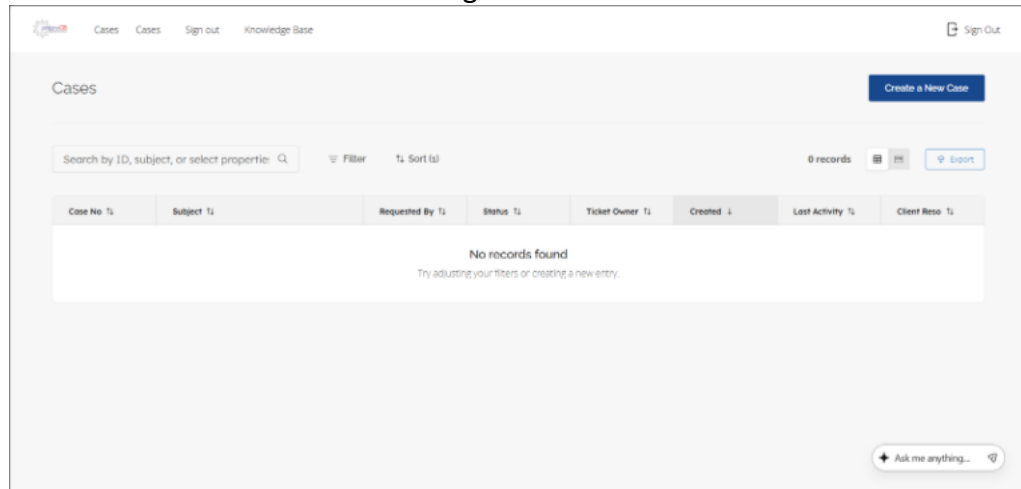 Cases Cases Sign out Knowledge Base Sign Out
Cases Create a New Case
Search by ID, subject, or select propertie Filter Sort (s) 0 records Export
Case No Subject Requested By Status Ticket Owner Created Last Activity Client Reso
No records found
Try adjusting your filters or creating a new entry.
Ask me anything...